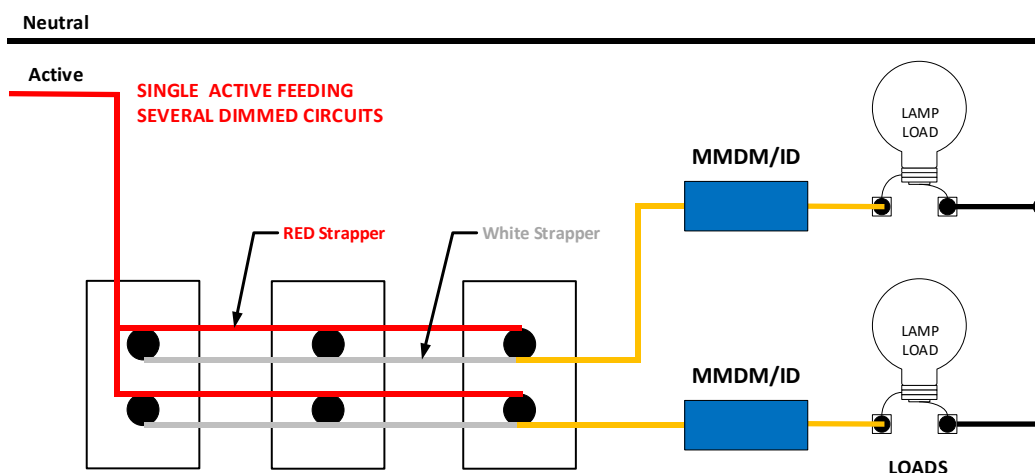 Neutral
Active
SINGLE ACTIVE FEEDING
SEVERAL DIMMED CIRCUITS
LAMP
LOAD
MMDM/ID
RED Strapper
White Strapper
LAMP
LOAD
MMDM/ID
LOADS